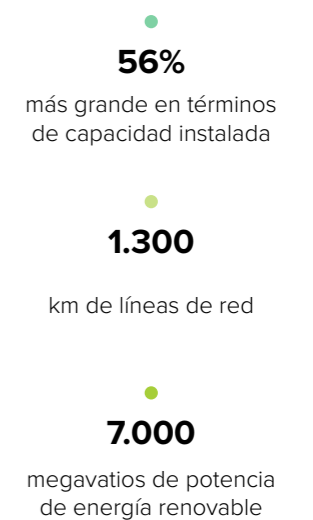 56%
más grande en términos
de capacidad instalada
1.300
km de líneas de red
7.000
megavatios de potencia
de energía renovable